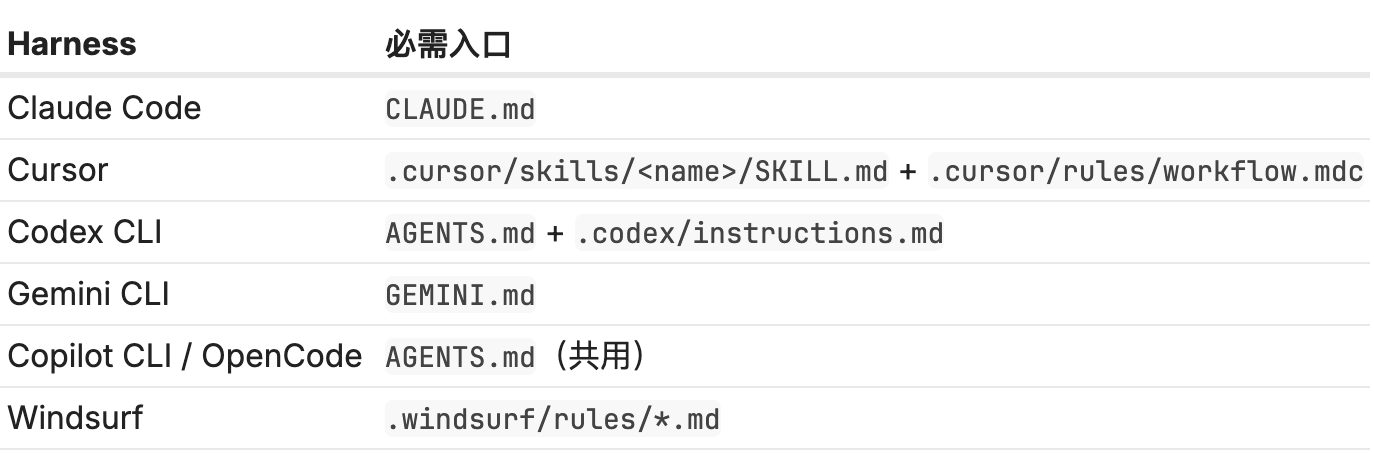 Harness 必需入口
Claude Code CLAUDE.md
Cursor .cursor/skills/<name>/SKILL.md + .cursor/rules/workflow.mdc
Codex CLI AGENTS.md + .codex/instructions.md
Gemini CLI GEMINI.md
Copilot CLI / OpenCode AGENTS.md（共用）
Windsurf .windsurf/rules/*.md